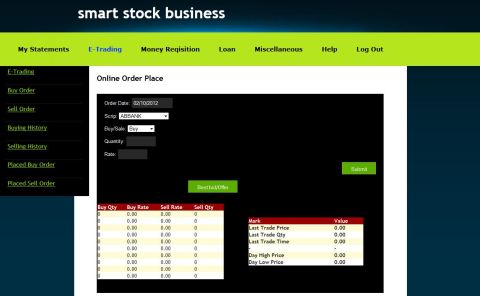 smart stock business
My Statements E-Trading Money Reqisition Loan Miscellaneous Help Log Out
E-Trading
Buy Order
Sell Order
Buying History
Selling History
Placed Buy Order
Placed Sell Order
Online Order Place
Order Date: 02/10/2012
Scrip: ABBANK
Buy/Sale: Buy
Quantity:
Rate:
Submit
Bestbid/Offer
Buy Qty Buy Rate Sell Rate Sell Qty
0 0.00 0.00 0
0 0.00 0.00 0
0 0.00 0.00 0
0 0.00 0.00 0
0 0.00 0.00 0
0 0.00 0.00 0
0 0.00 0.00 0
0 0.00 0.00 0
0 0.00 0.00 0
0 0.00 0.00 0
Mark Value
Last Trade Price 0.00
Last Trade Qty 0.00
Last Trade Time 0.00
- -
Day High Price 0.00
Day Low Price 0.00